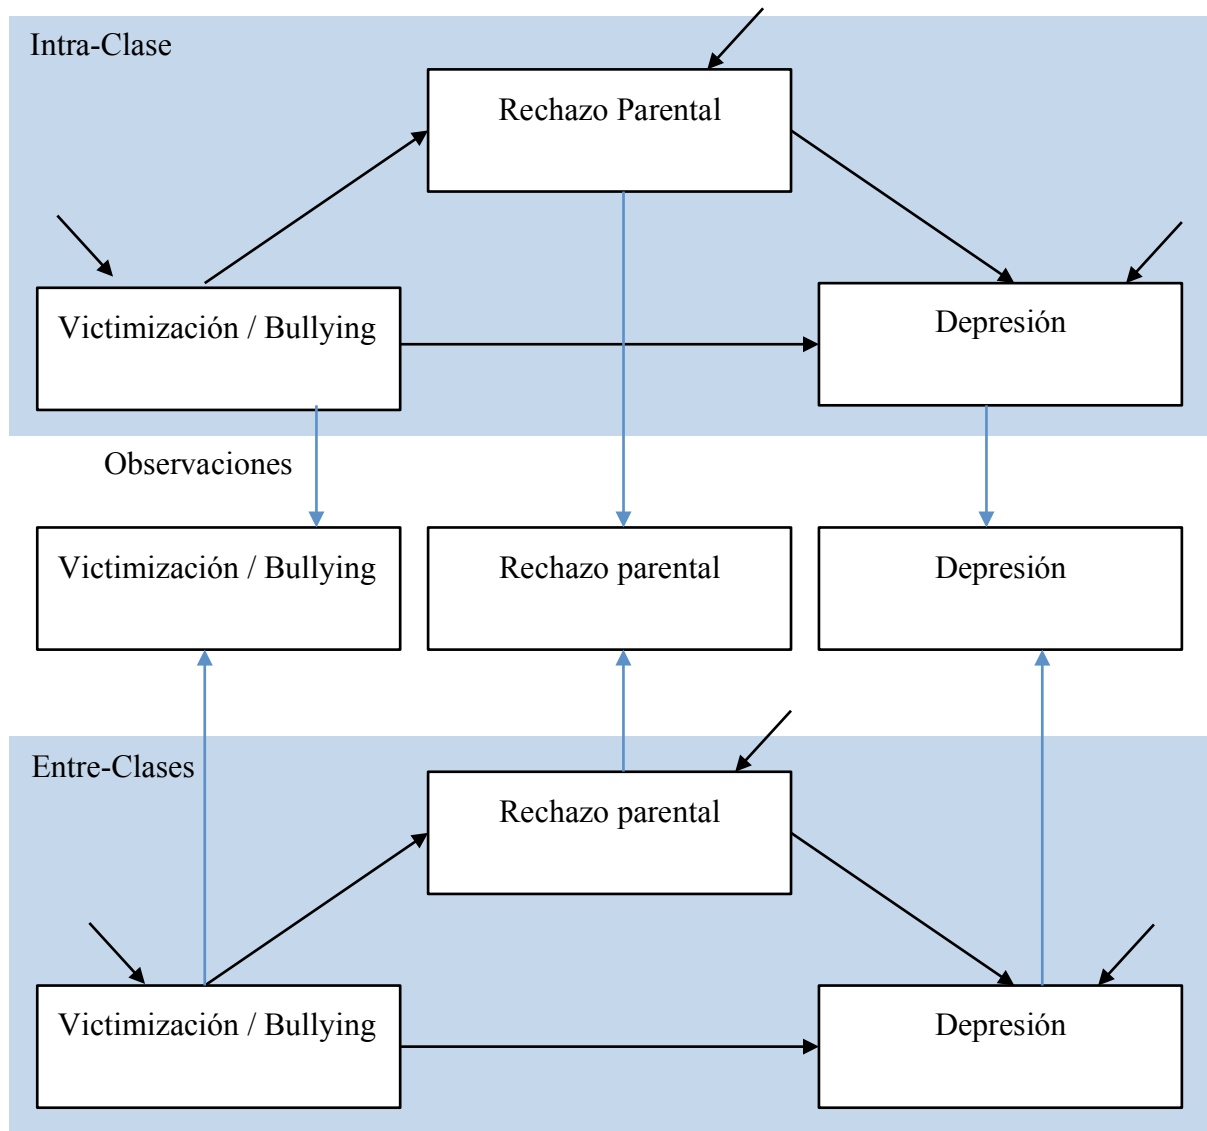 Intra-Clase
Rechazo Parental
Victimización / Bullying
Depresión
Observaciones
Victimización / Bullying
Rechazo parental
Depresión
Entre-Clases
Rechazo parental
Victimización / Bullying
Depresión